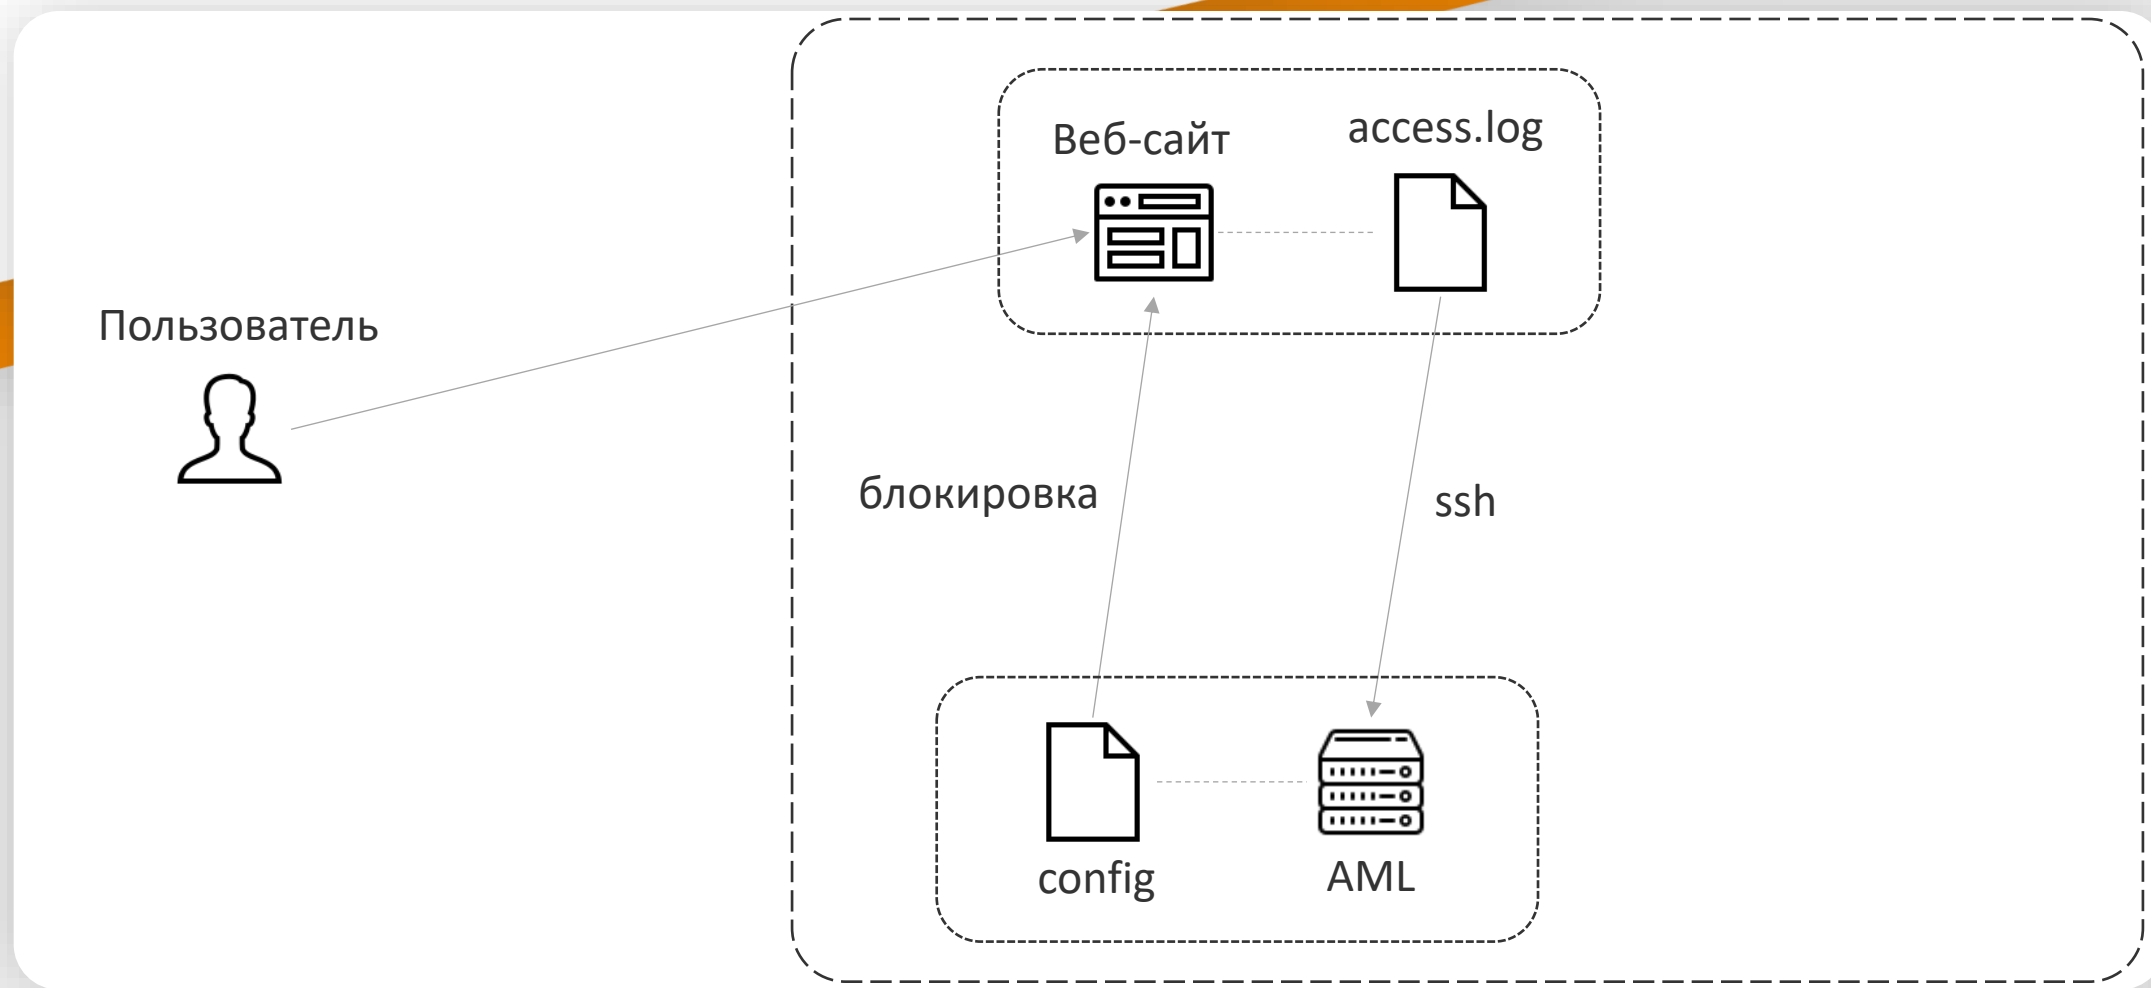 Веб-сайт
access.log
Пользователь
блокировка
ssh
config
AML